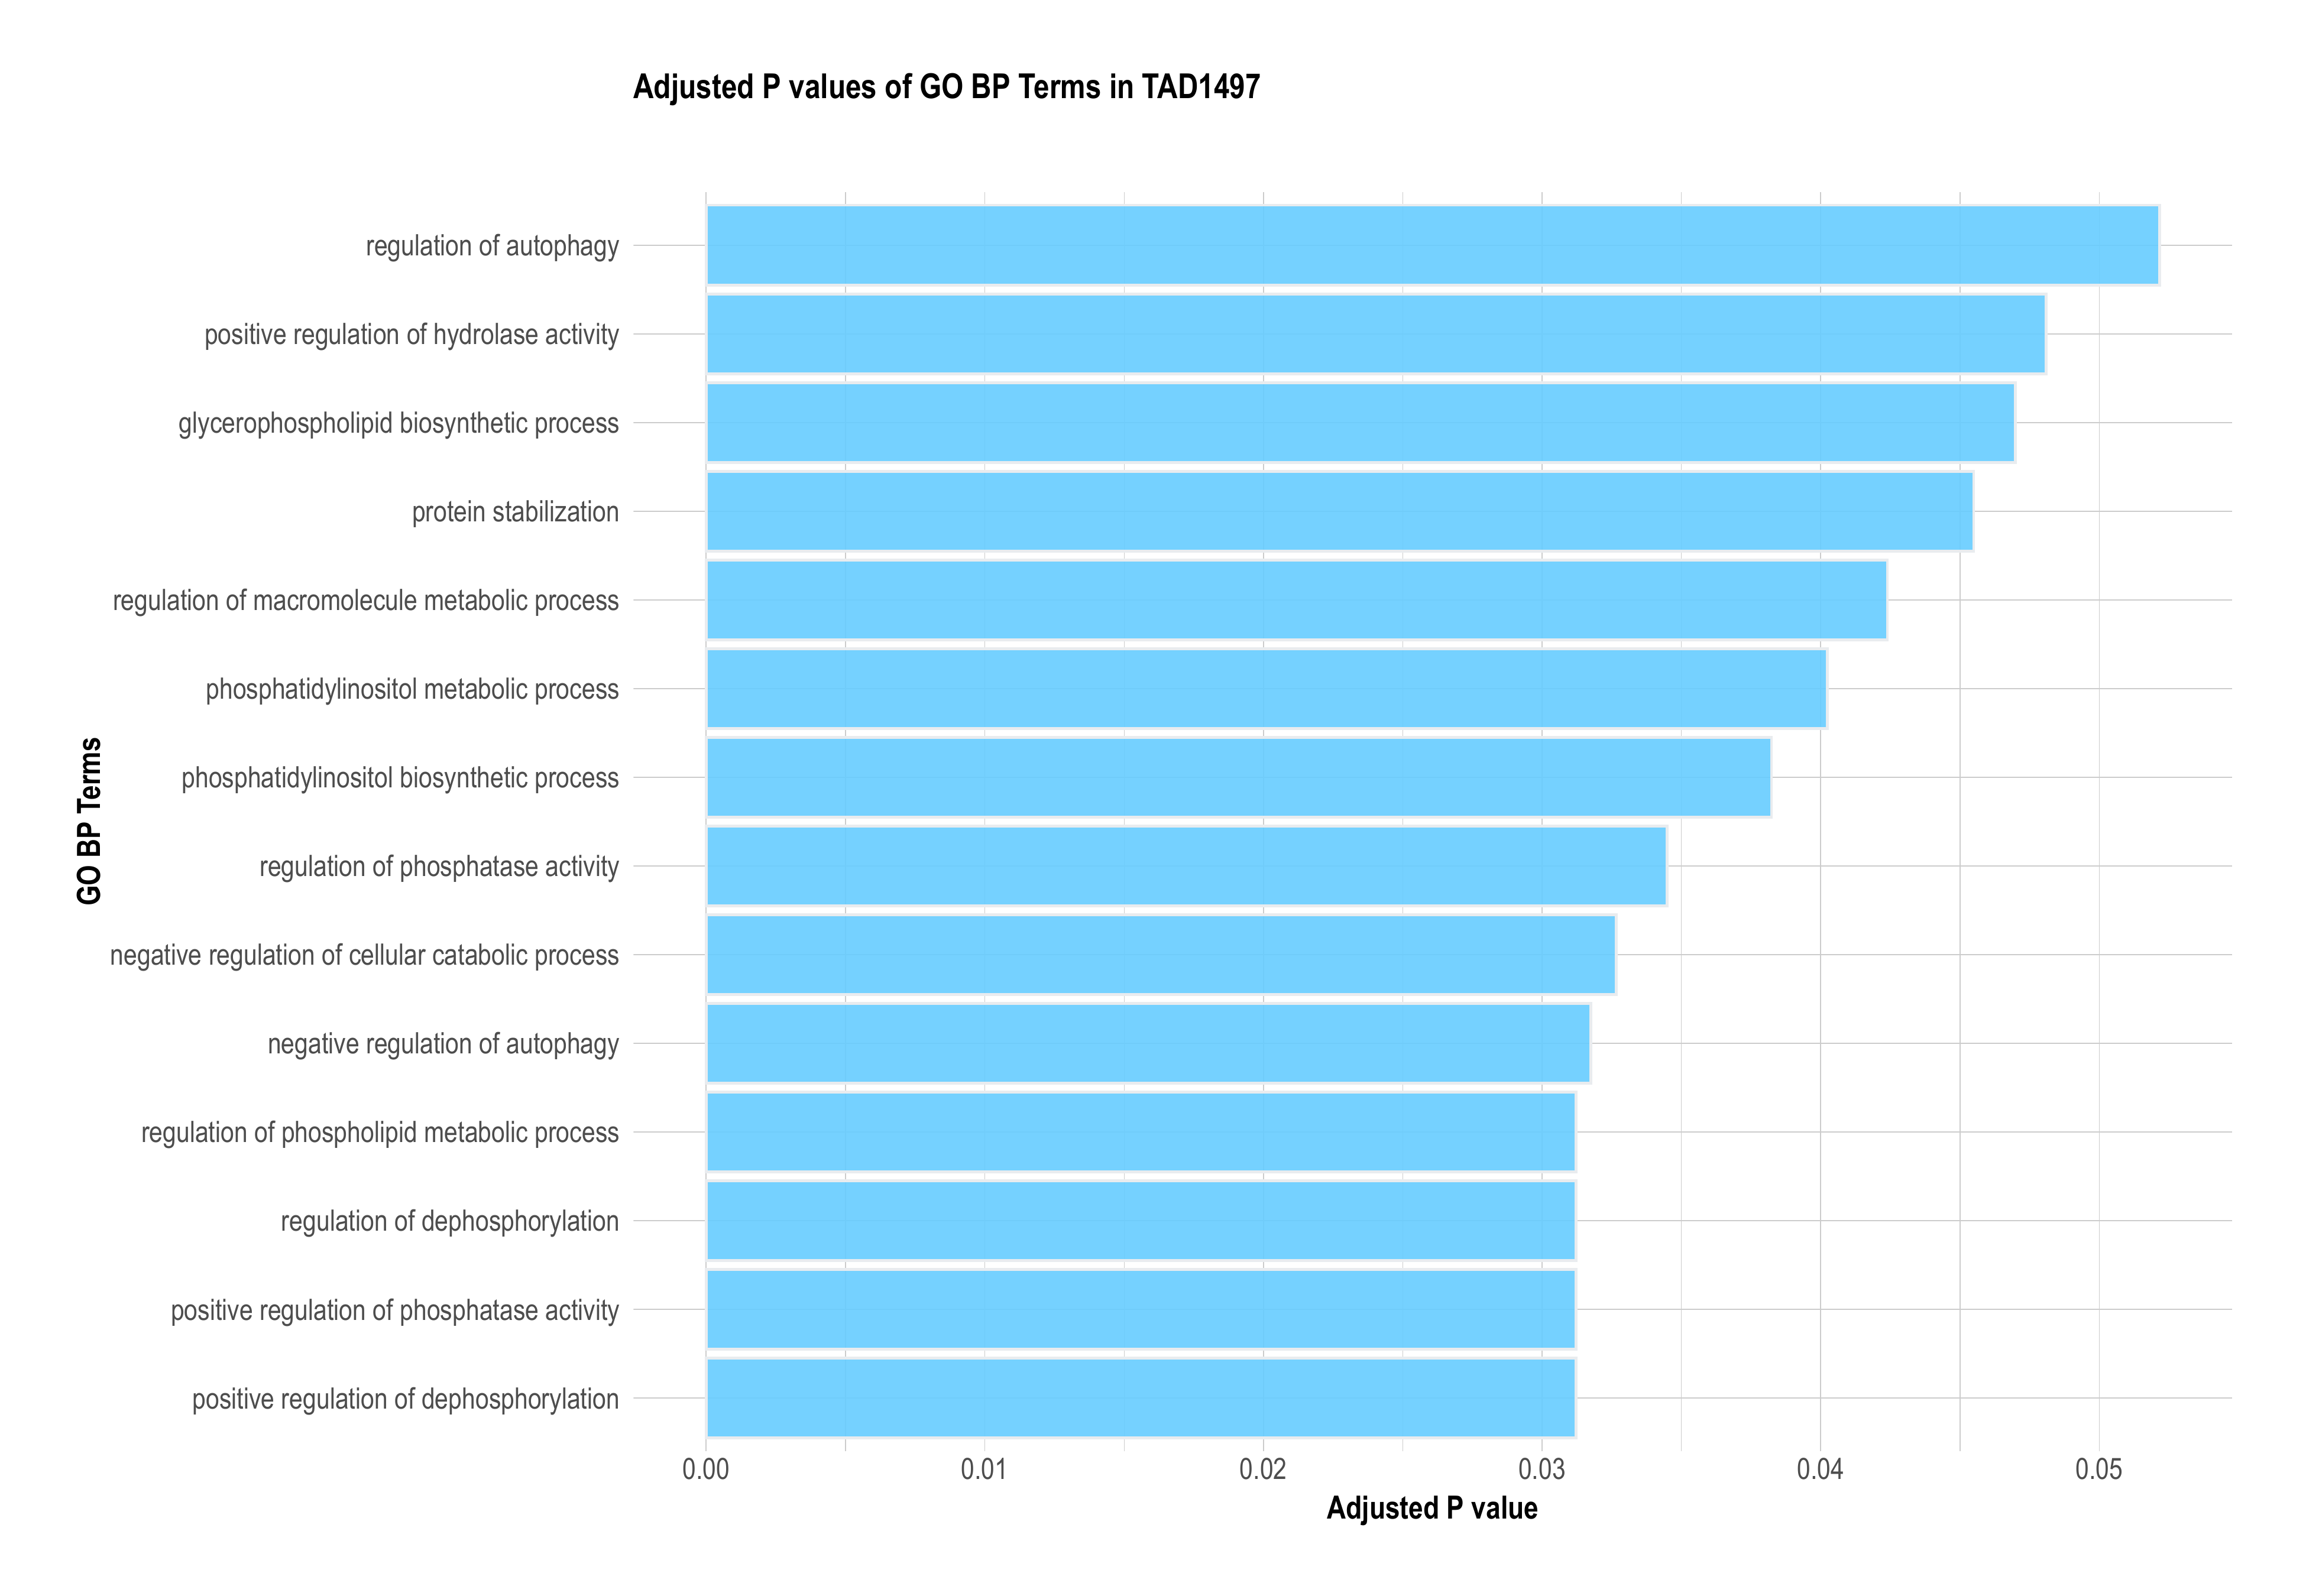 Adjusted P values of GO BP Terms in TAD1497
regulation of autophagy
positive regulation of hydrolase activity
glycerophospholipid biosynthetic process
protein stabilization
regulation of macromolecule metabolic process
phosphatidylinositol metabolic process
phosphatidylinositol biosynthetic process
regulation of phosphatase activity
negative regulation of cellular catabolic process
negative regulation of autophagy
regulation of phospholipid metabolic process
regulation of dephosphorylation
positive regulation of phosphatase activity
positive regulation of dephosphorylation
GO BP Terms
0.00 0.01 0.02 0.03 0.04 0.05
Adjusted P value